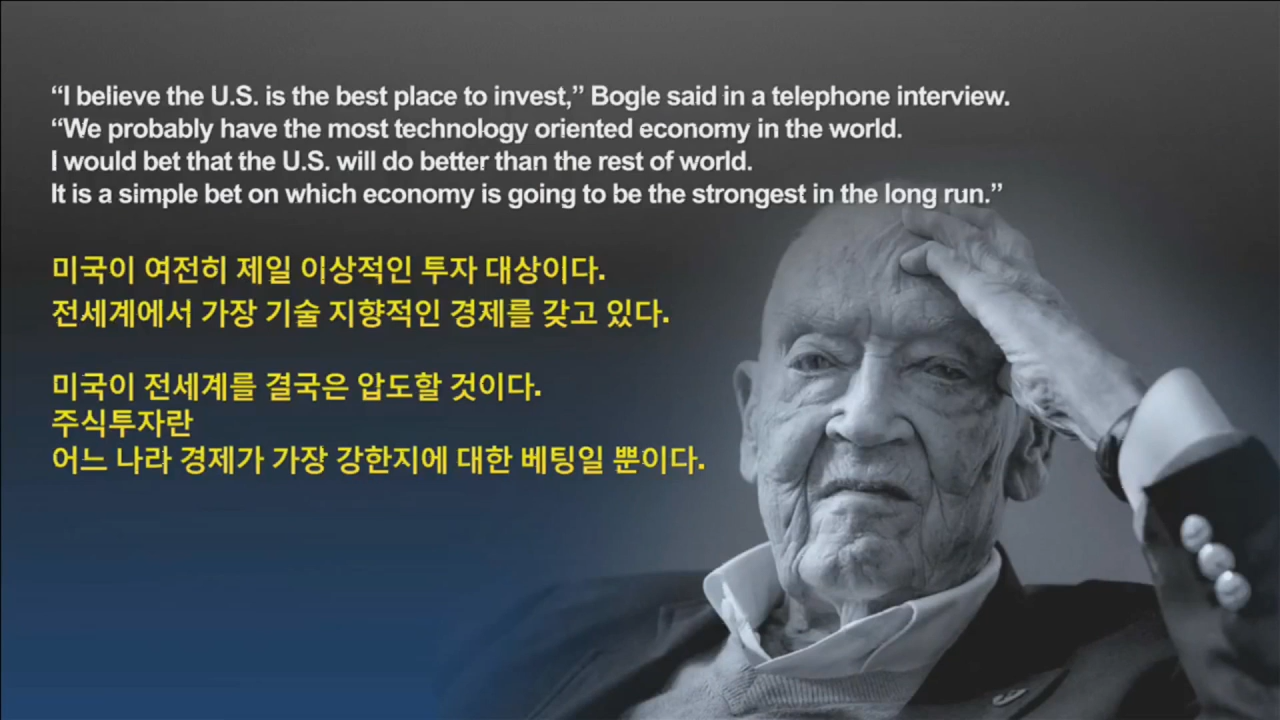 “I believe the U.S. is the best place to invest,” Bogle said in a telephone interview.
“We probably have the most technology oriented economy in the world.
I would bet that the U.S. will do better than the rest of world.
It is a simple bet on which economy is going to be the strongest in the long run.”
미국이 여전히 제일 이상적인 투자 대상이다.
전세계에서 가장 기술 지향적인 경제를 갖고 있다.
미국이 전세계를 결국은 압도할 것이다.
주식투자란
어느 나라 경제가 가장 강한지에 대한 베팅일 뿐이다.